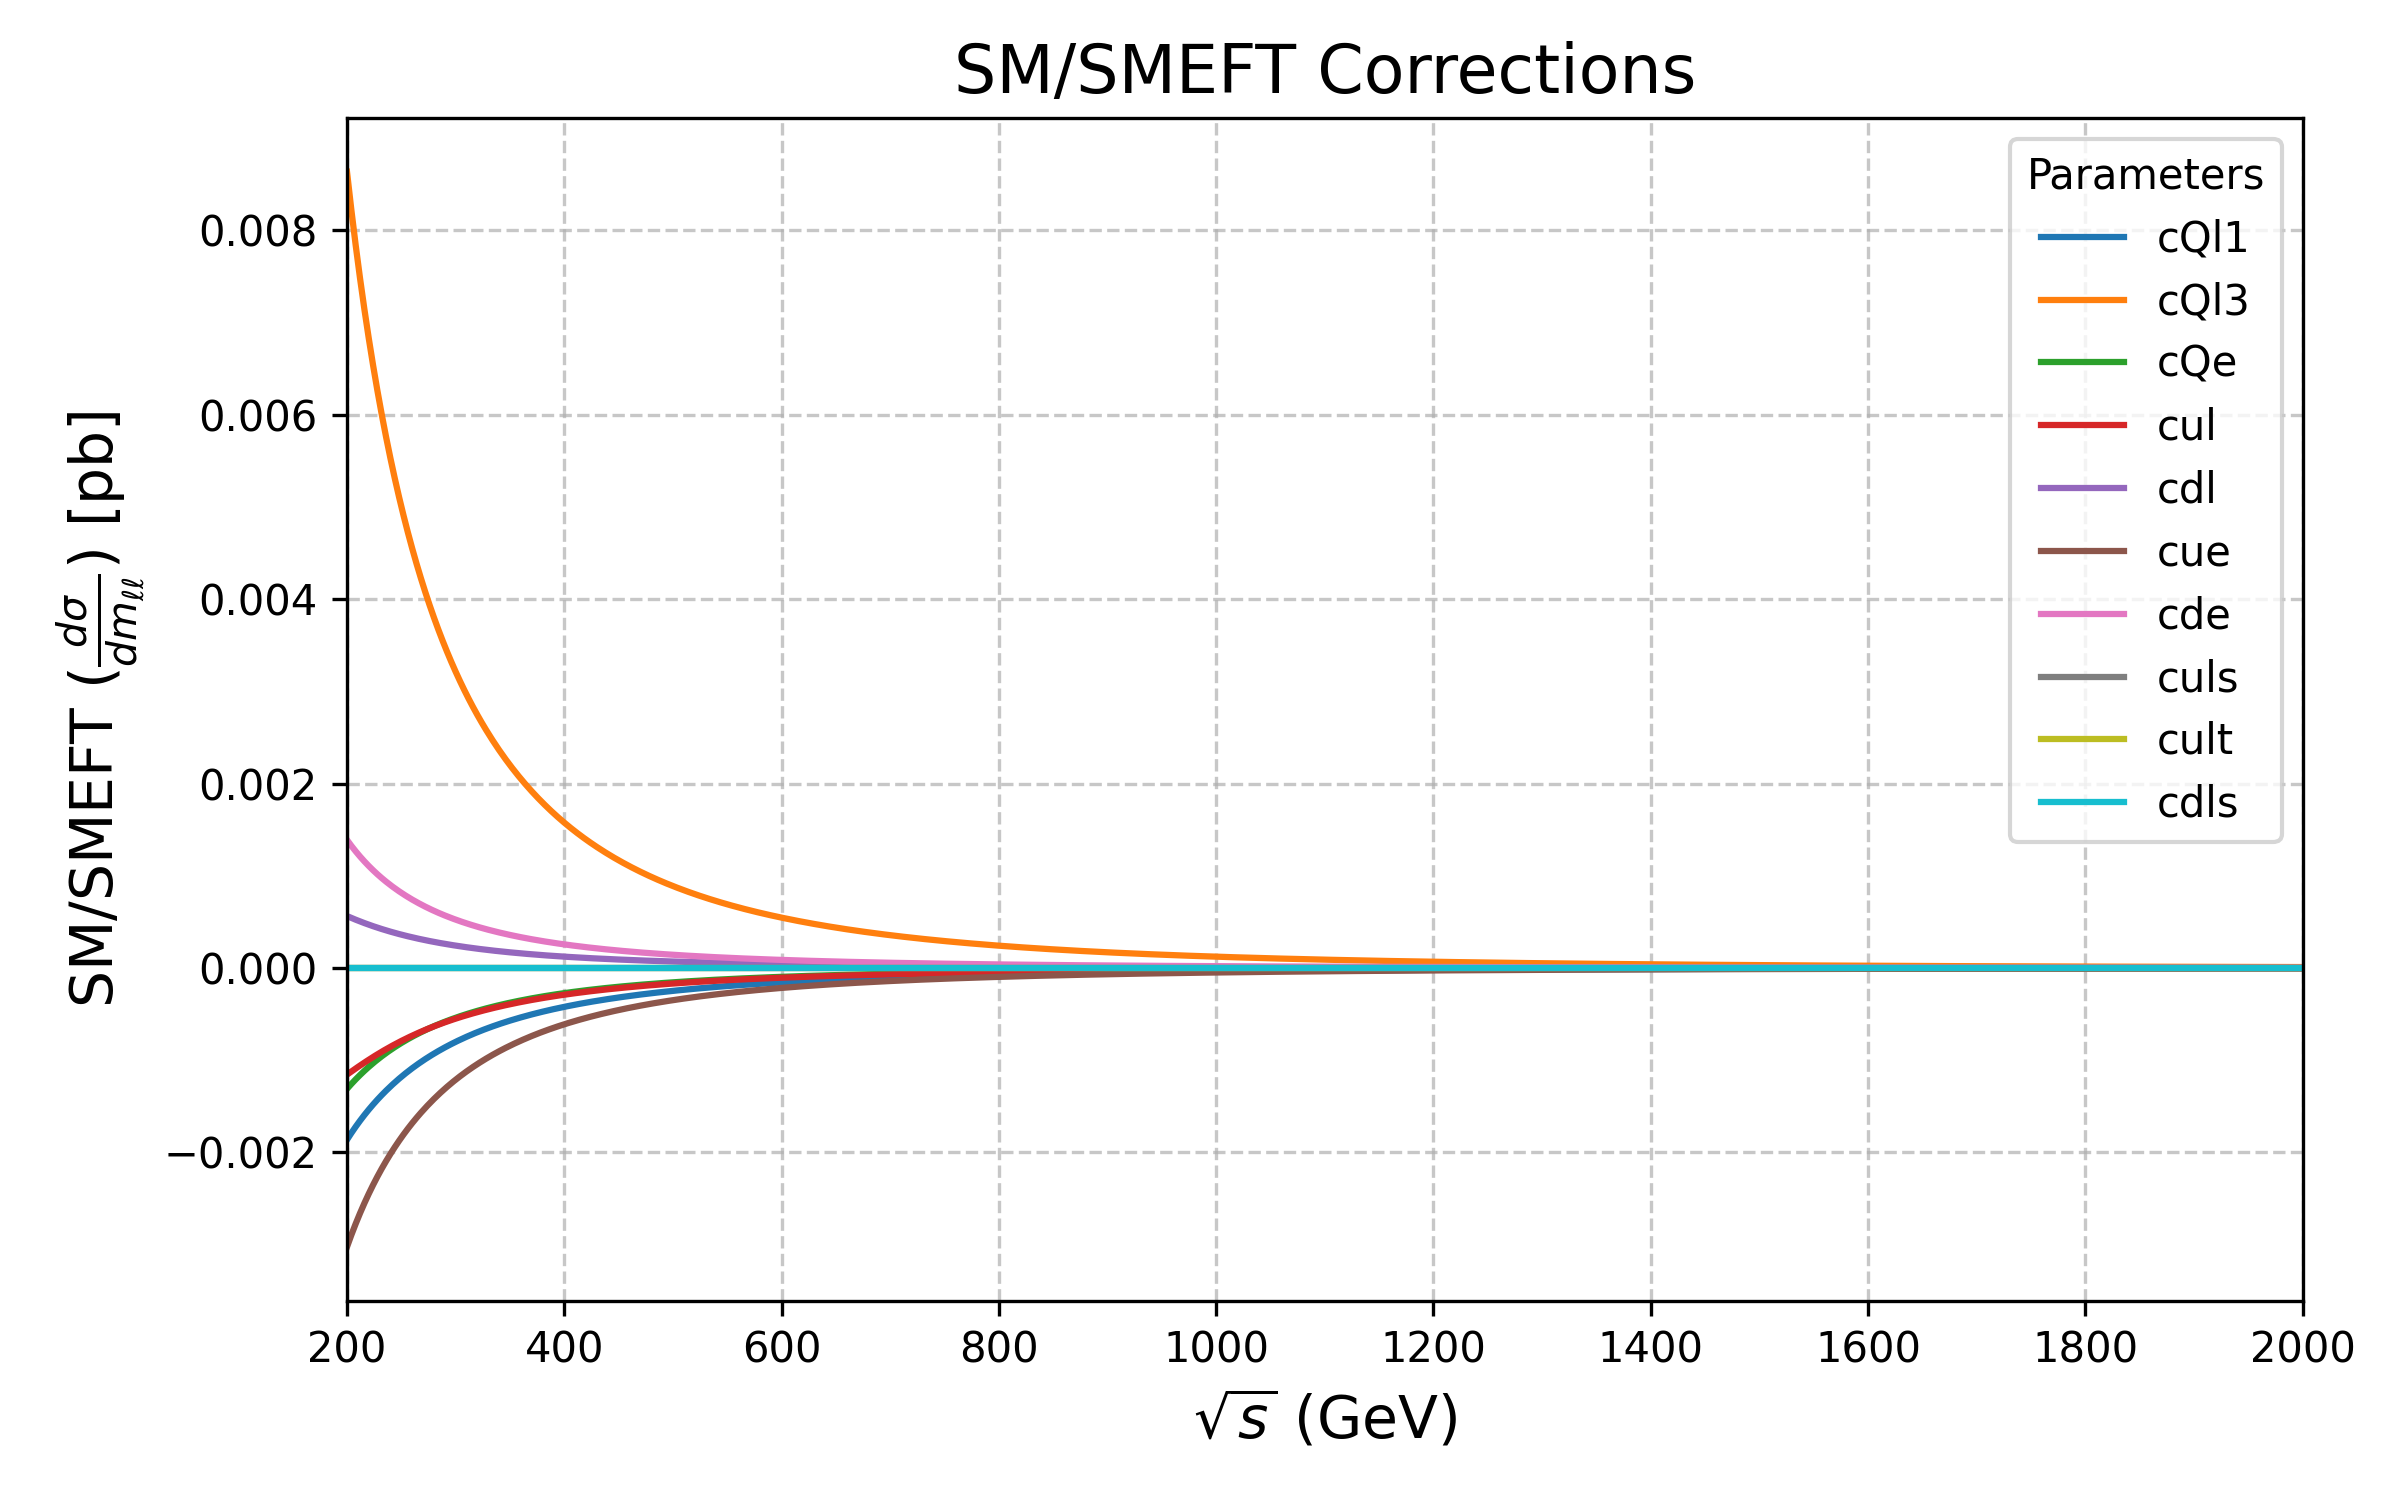 SM/SMEFT Corrections
SM/SMEFT (dσ/dm_ℓℓ) [pb]
0.008
0.006
0.004
0.002
0.000
−0.002
200 400 600 800 1000 1200 1400 1600 1800 2000
√s (GeV)
Parameters
cQl1
cQl3
cQe
cul
cdl
cue
cde
culs
cult
cdls